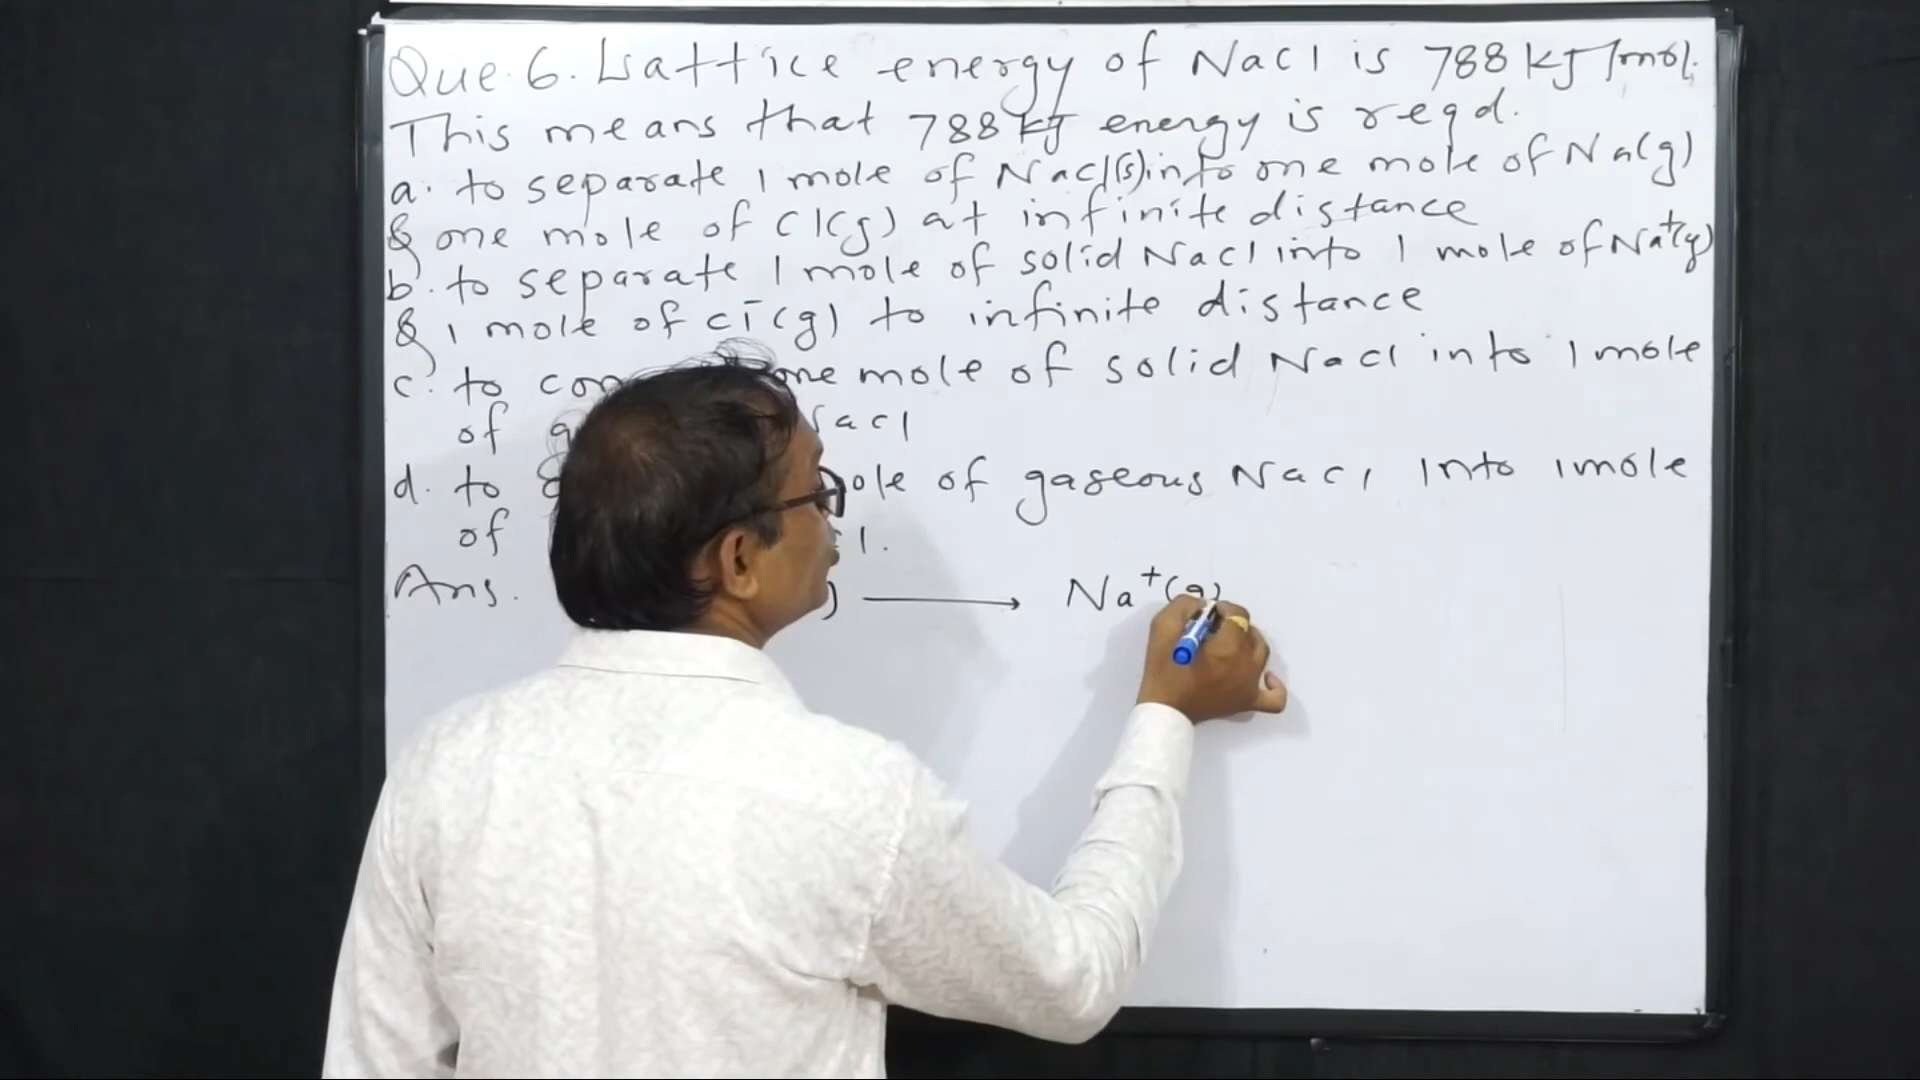 Que. 6. Lattice energy of NaCl is 788 kJ/mol.
This means that 788 kJ energy is reqd.
a. to separate 1 mole of NaCl(s) into one mole of Na(g)
& one mole of Cl(g) at infinite distance
b. to separate 1 mole of solid NaCl into 1 mole of Na⁺(g)
& 1 mole of Cl⁻(g) to infinite distance
c. to one mole of solid NaCl into 1 mole
of
d. to of gaseous NaCl into 1 mole
of
Ans. ) ⟶ Na⁺(g)